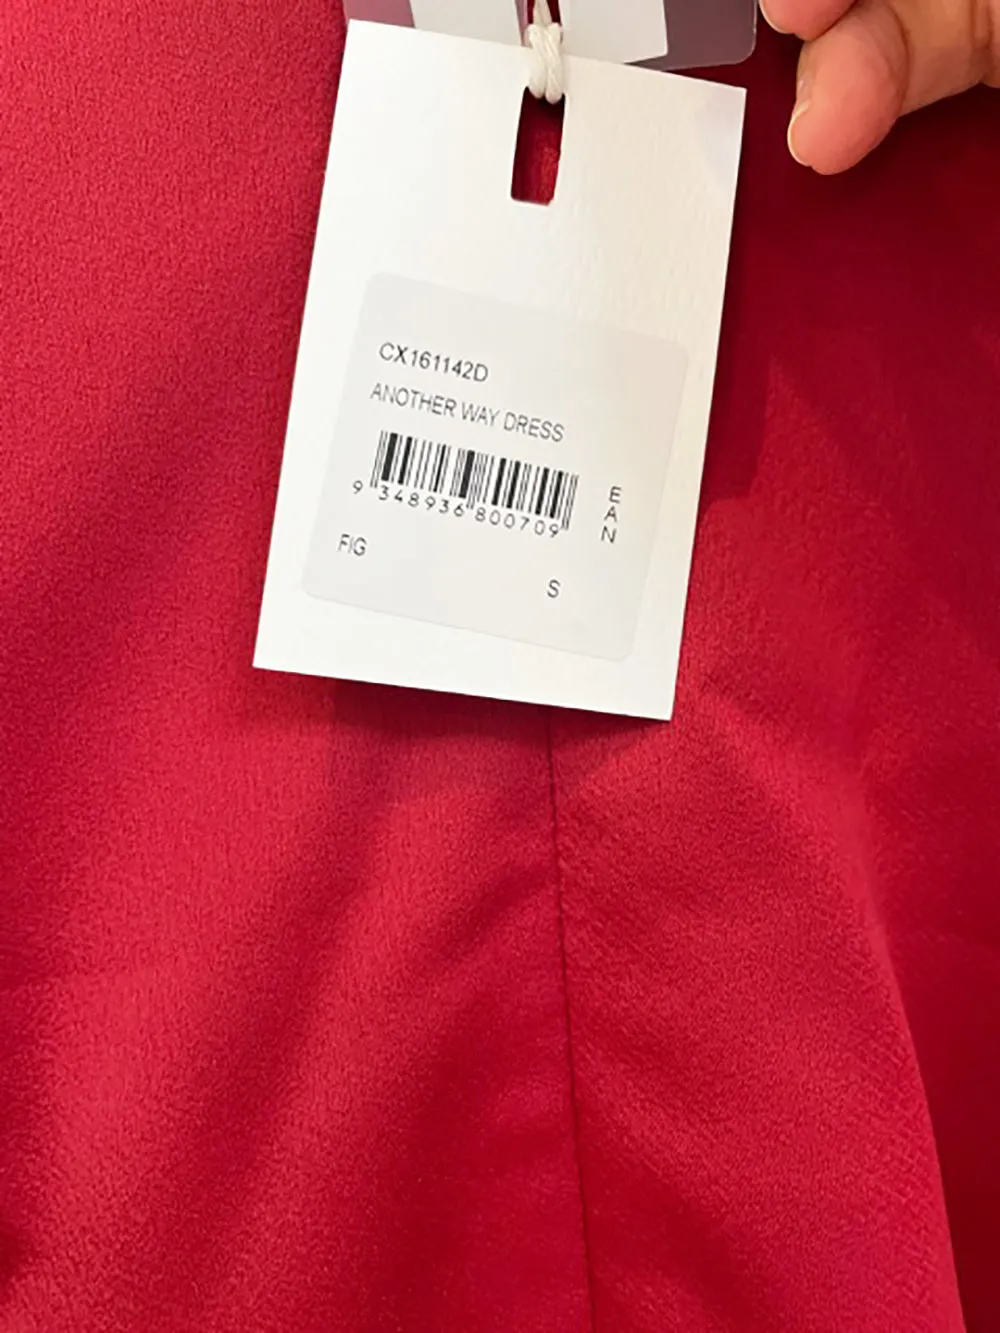 CX161142D
ANOTHER WAY DRESS
9 348936 800709
EAN
FIG
S